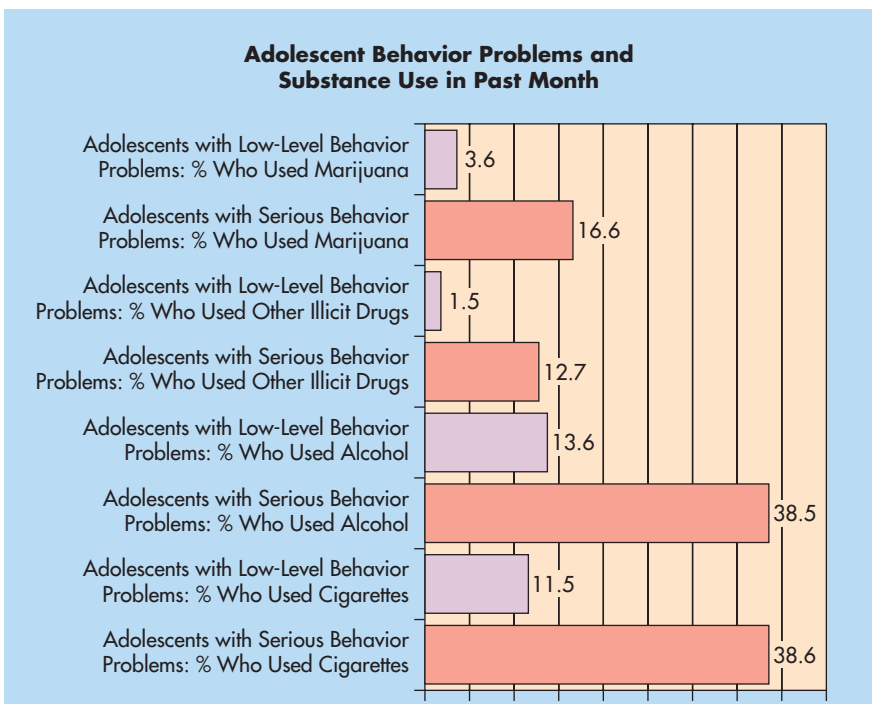 Adolescent Behavior Problems and
Substance Use in Past Month
Adolescents with Low-Level Behavior
Problems: % Who Used Marijuana
3.6
Adolescents with Serious Behavior
Problems: % Who Used Marijuana
16.6
Adolescents with Low-Level Behavior
Problems: % Who Used Other Illicit Drugs
1.5
Adolescents with Serious Behavior
Problems: % Who Used Other Illicit Drugs
12.7
Adolescents with Low-Level Behavior
Problems: % Who Used Alcohol
13.6
Adolescents with Serious Behavior
Problems: % Who Used Alcohol
38.5
Adolescents with Low-Level Behavior
Problems: % Who Used Cigarettes
11.5
Adolescents with Serious Behavior
Problems: % Who Used Cigarettes
38.6